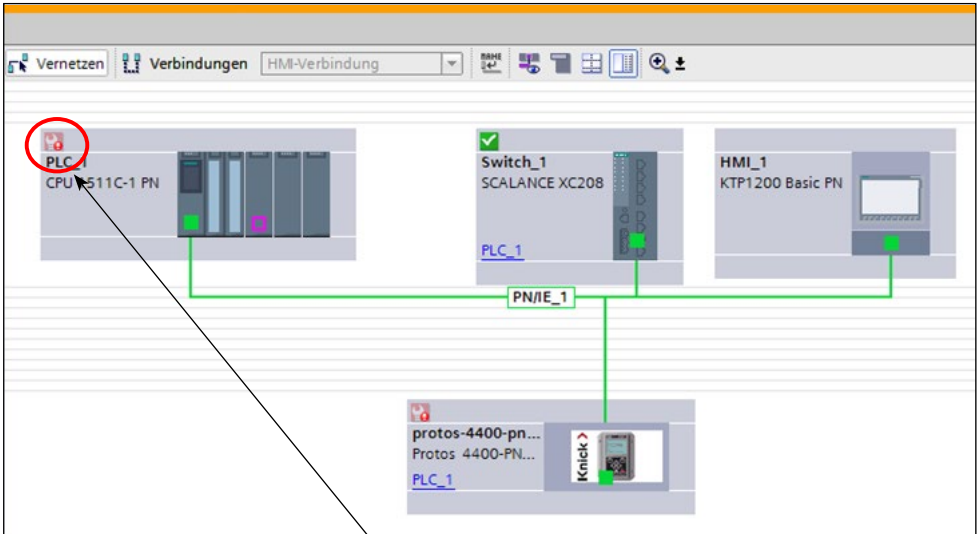 Vernetzen Verbindungen HMI-Verbindung NAME
PLC_1
CPU 1511C-1 PN
Switch_1
SCALANCE XC208
PLC_1
HMI_1
KTP1200 Basic PN
PN/IE_1
protos-4400-pn...
Protos 4400-PN...
PLC_1
Knick >